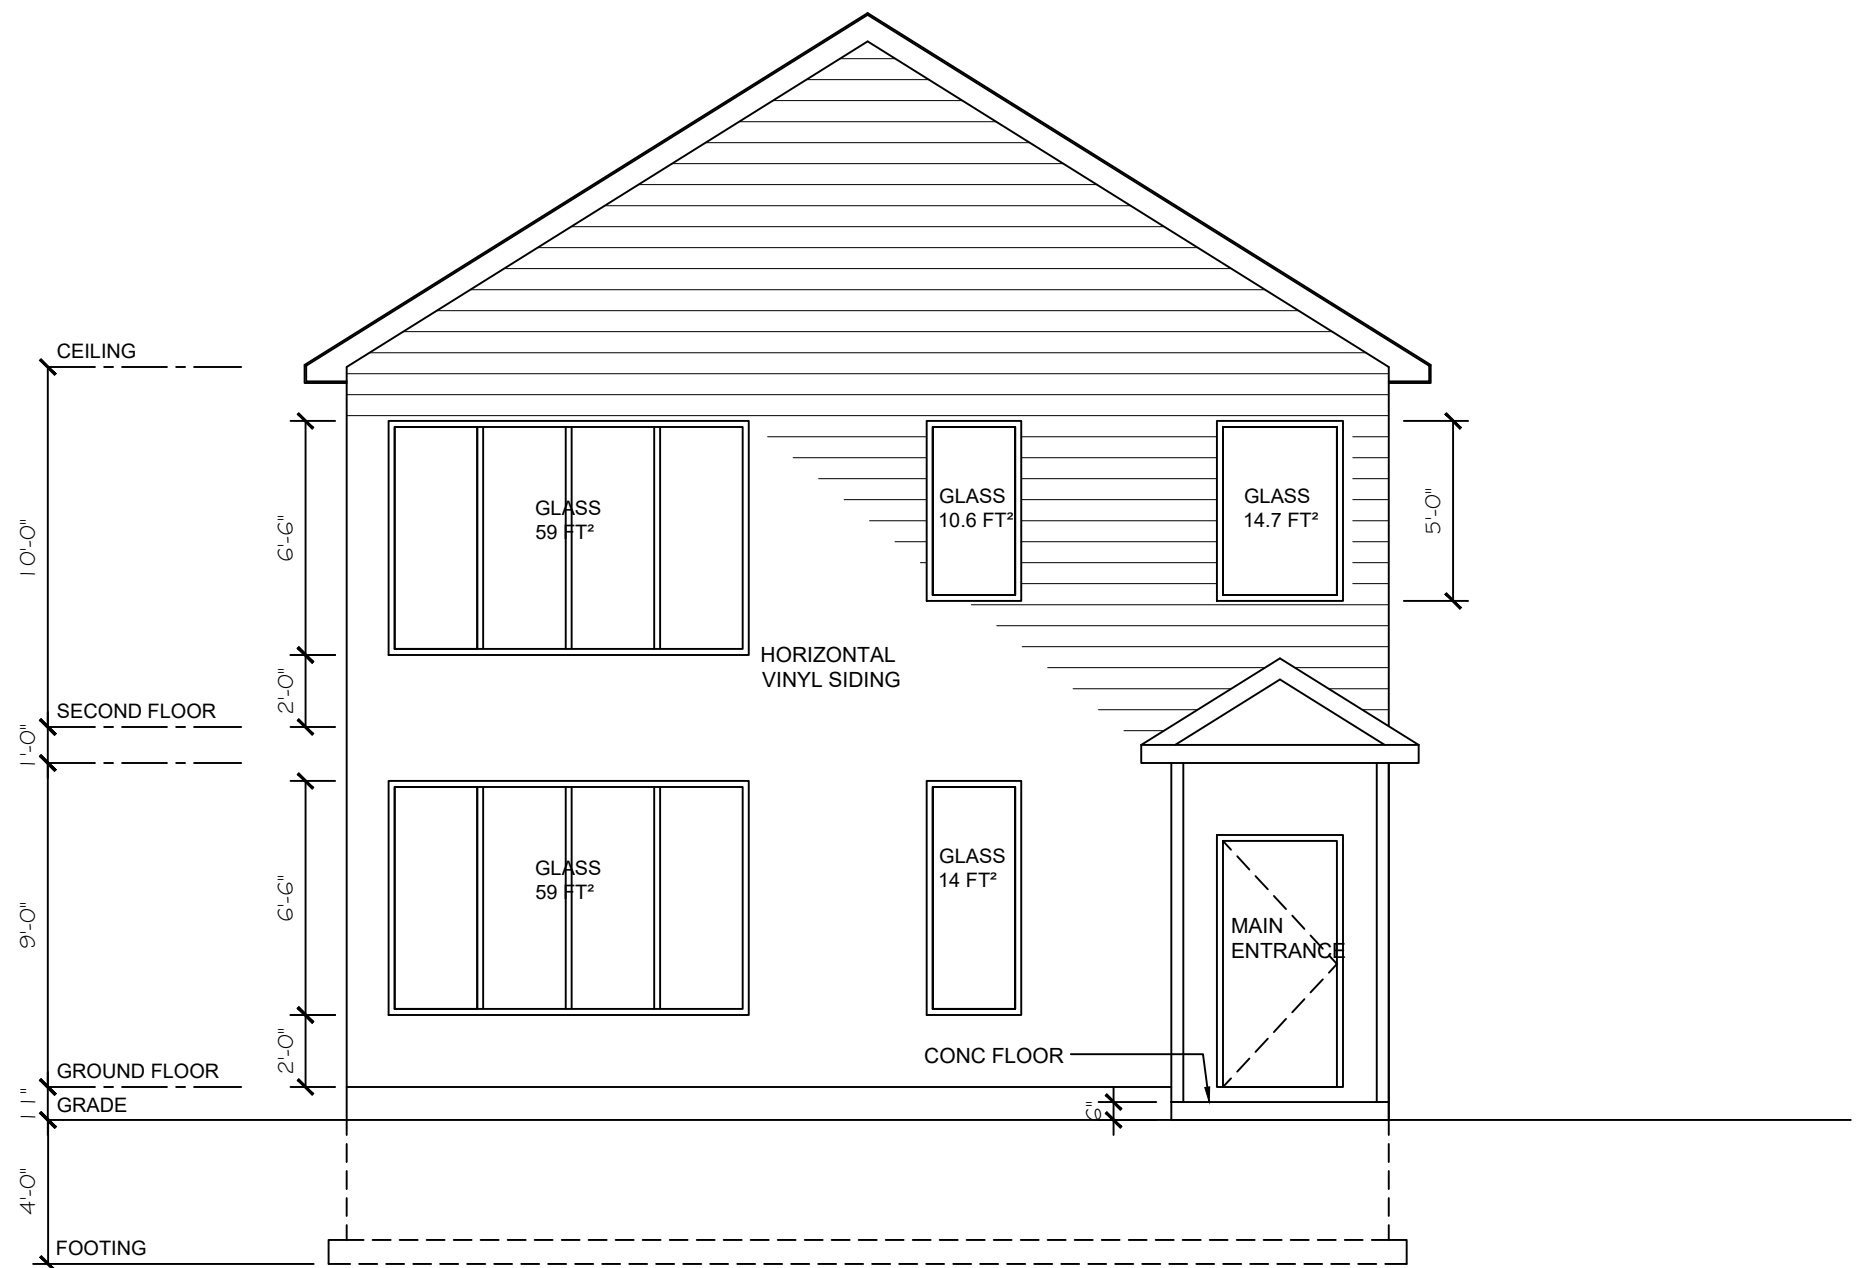 CEILING
10'-0"
6'-6"
GLASS
59 FT²
GLASS
10.6 FT²
GLASS
14.7 FT²
5'-0"
HORIZONTAL
VINYL SIDING
2'-0"
SECOND FLOOR
1'-0"
9'-0"
6'-6"
GLASS
59 FT²
GLASS
14 FT²
MAIN
ENTRANCE
2'-0"
CONC FLOOR
GROUND FLOOR
11"
GRADE
6"
4'-0"
FOOTING